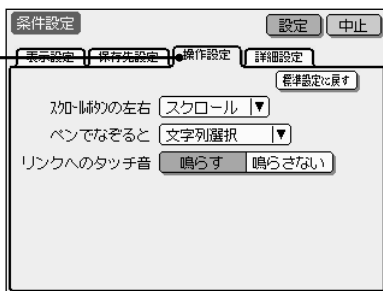 条件設定 設定 中止
表示設定 保存先設定 操作設定 詳細設定
標準設定に戻す
ｽｸﾛｰﾙﾎﾞﾀﾝの左右 スクロール ▼
ペンでなぞると 文字列選択 ▼
リンクへのタッチ音 鳴らす 鳴らさない